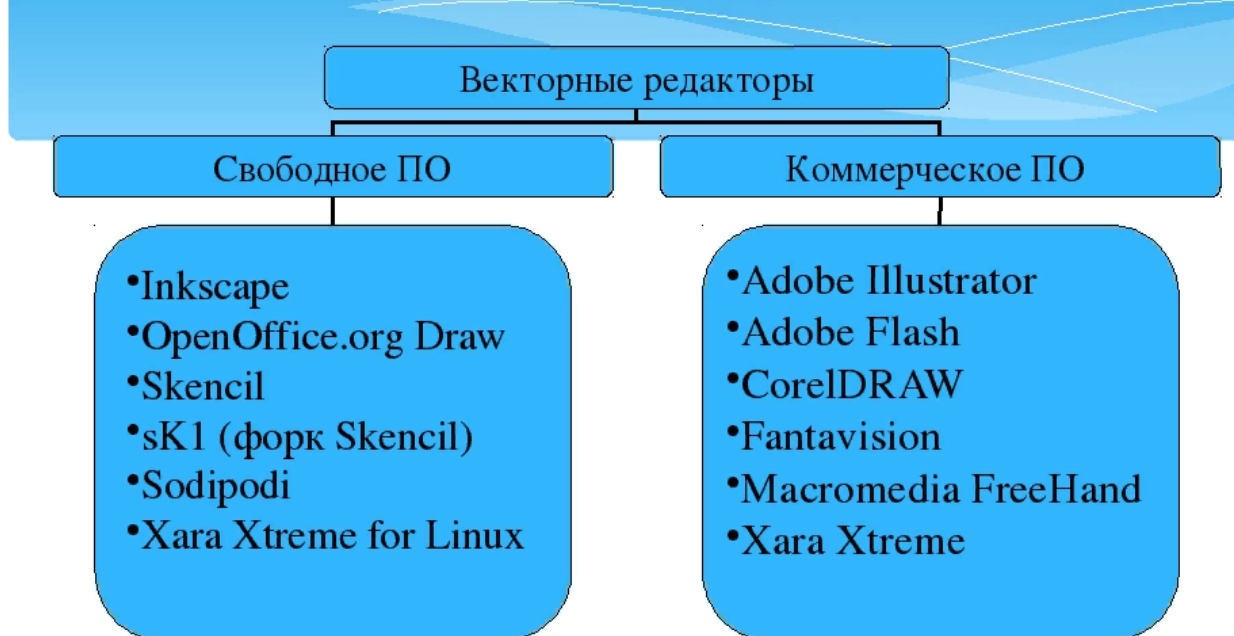 Векторные редакторы
Свободное ПО
Коммерческое ПО
•Inkscape
•OpenOffice.org Draw
•Skencil
•sK1 (форк Skencil)
•Sodipodi
•Xara Xtreme for Linux
•Adobe Illustrator
•Adobe Flash
•CorelDRAW
•Fantavision
•Macromedia FreeHand
•Xara Xtreme